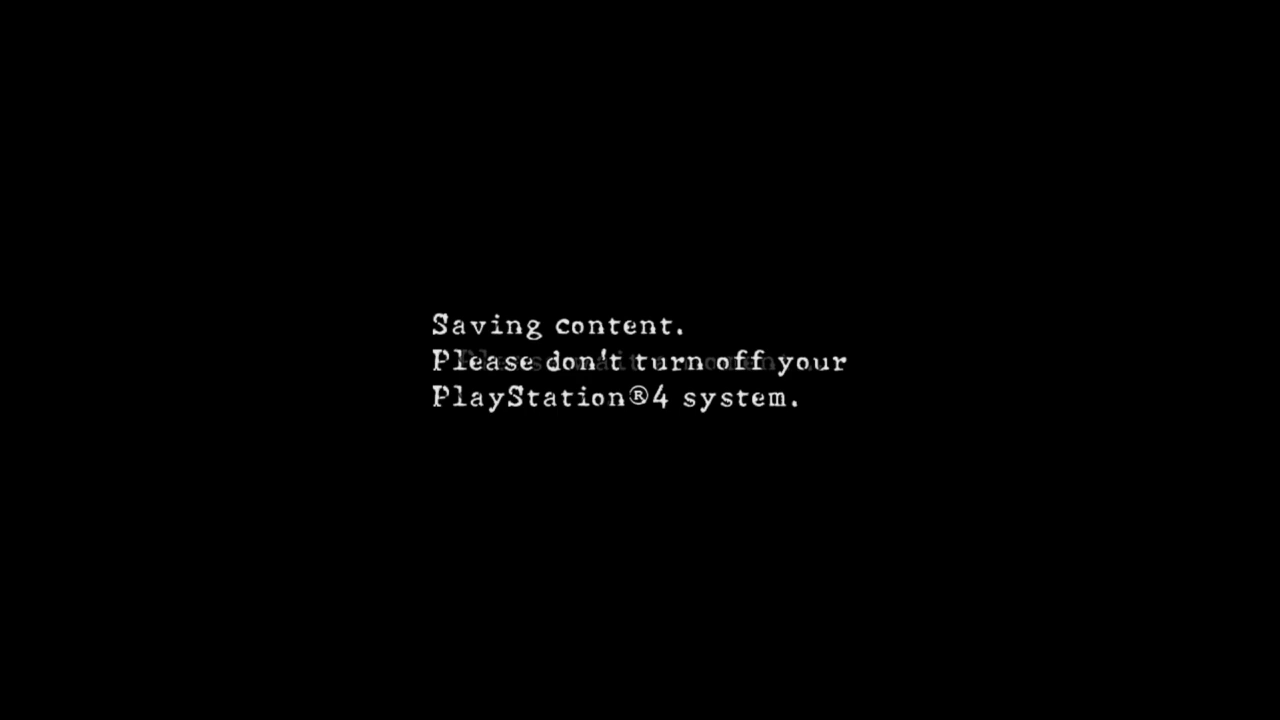 Saving content.
Please don't turn off your
PlayStation®4 system.